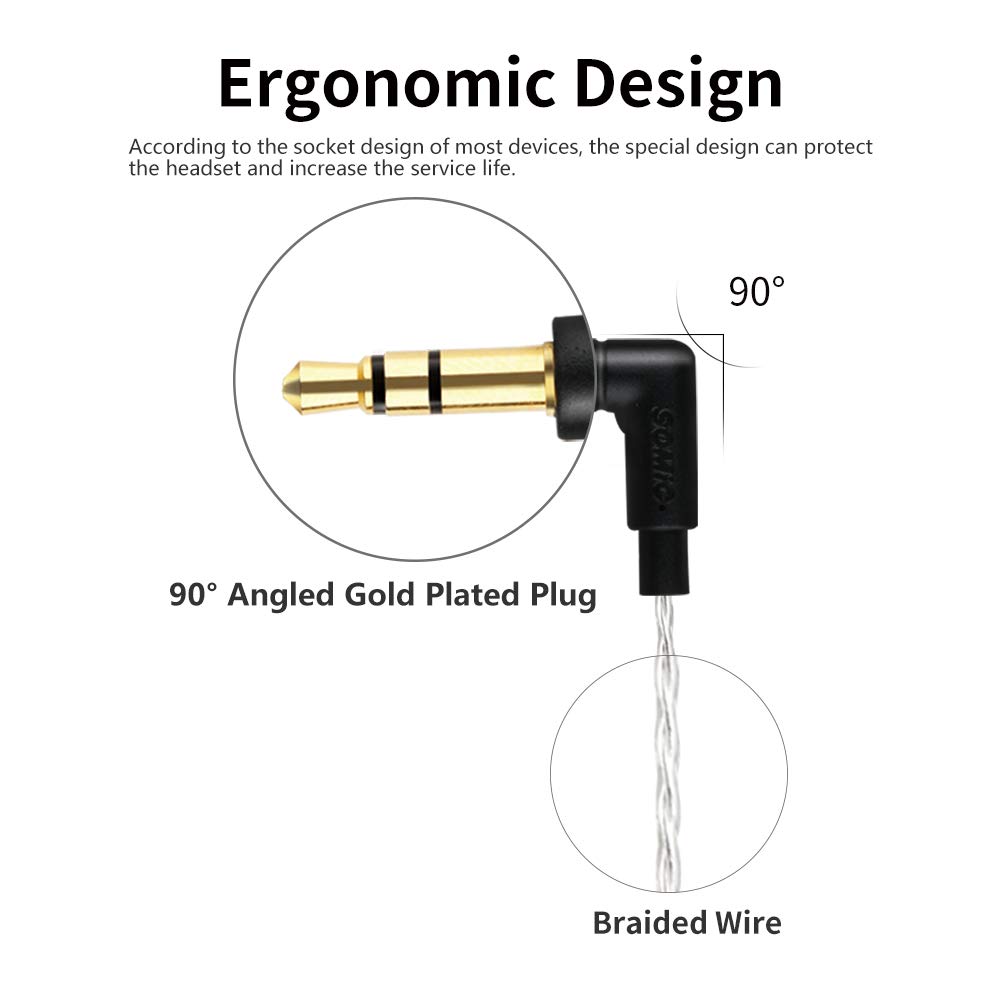 Ergonomic Design
According to the socket design of most devices, the special design can protect
the headset and increase the service life.
90°
SOMIC
90° Angled Gold Plated Plug
Braided Wire